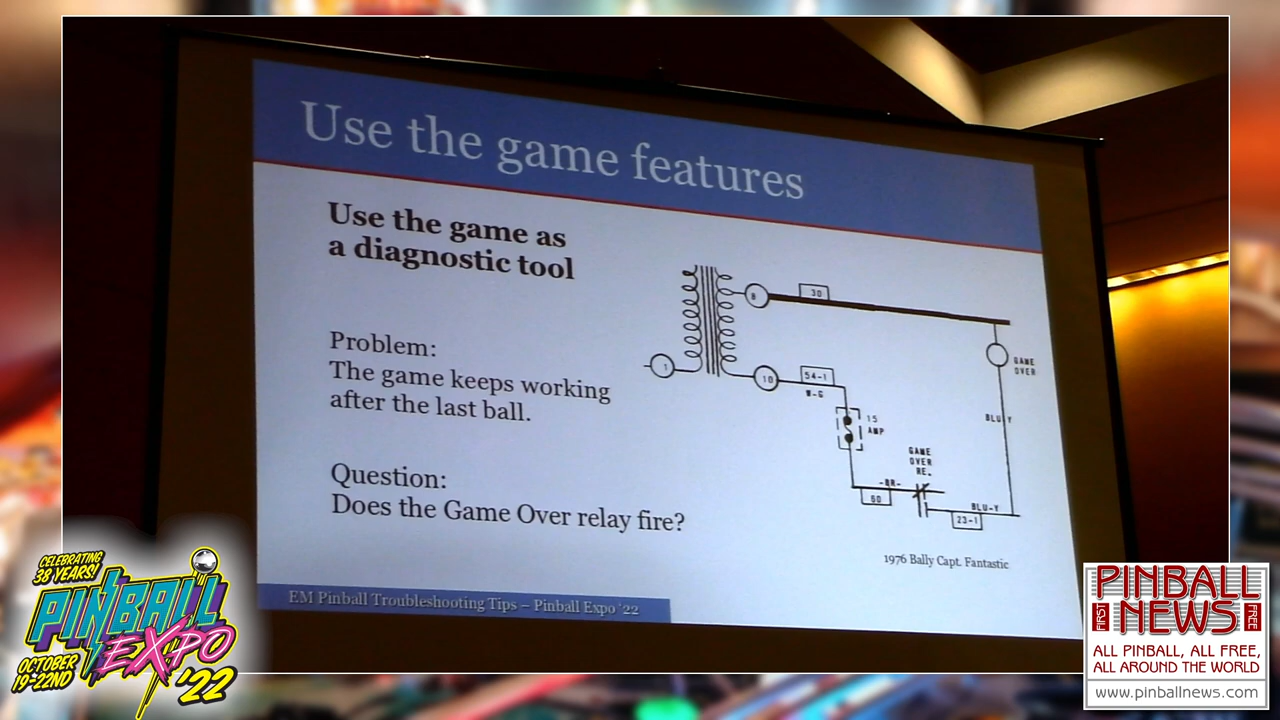 Use the game features
Use the game as
a diagnostic tool
Problem:
The game keeps working
after the last ball.
Question:
Does the Game Over relay fire?
8
30
GAME
OVER
1
10
54-1
W-G
15
AMP
BLU Y
GAME
OVER
RE.
-BR-
60
BLU-Y
23-1
1976 Bally Capt. Fantastic
EM Pinball Troubleshooting Tips – Pinball Expo '22
CELEBRATING
38 YEARS!
PINBALL
EXPO
OCTOBER
19-22ND
'22
PINBALL
FIRST NEWS FREE
ALL PINBALL, ALL FREE,
ALL AROUND THE WORLD
www.pinballnews.com